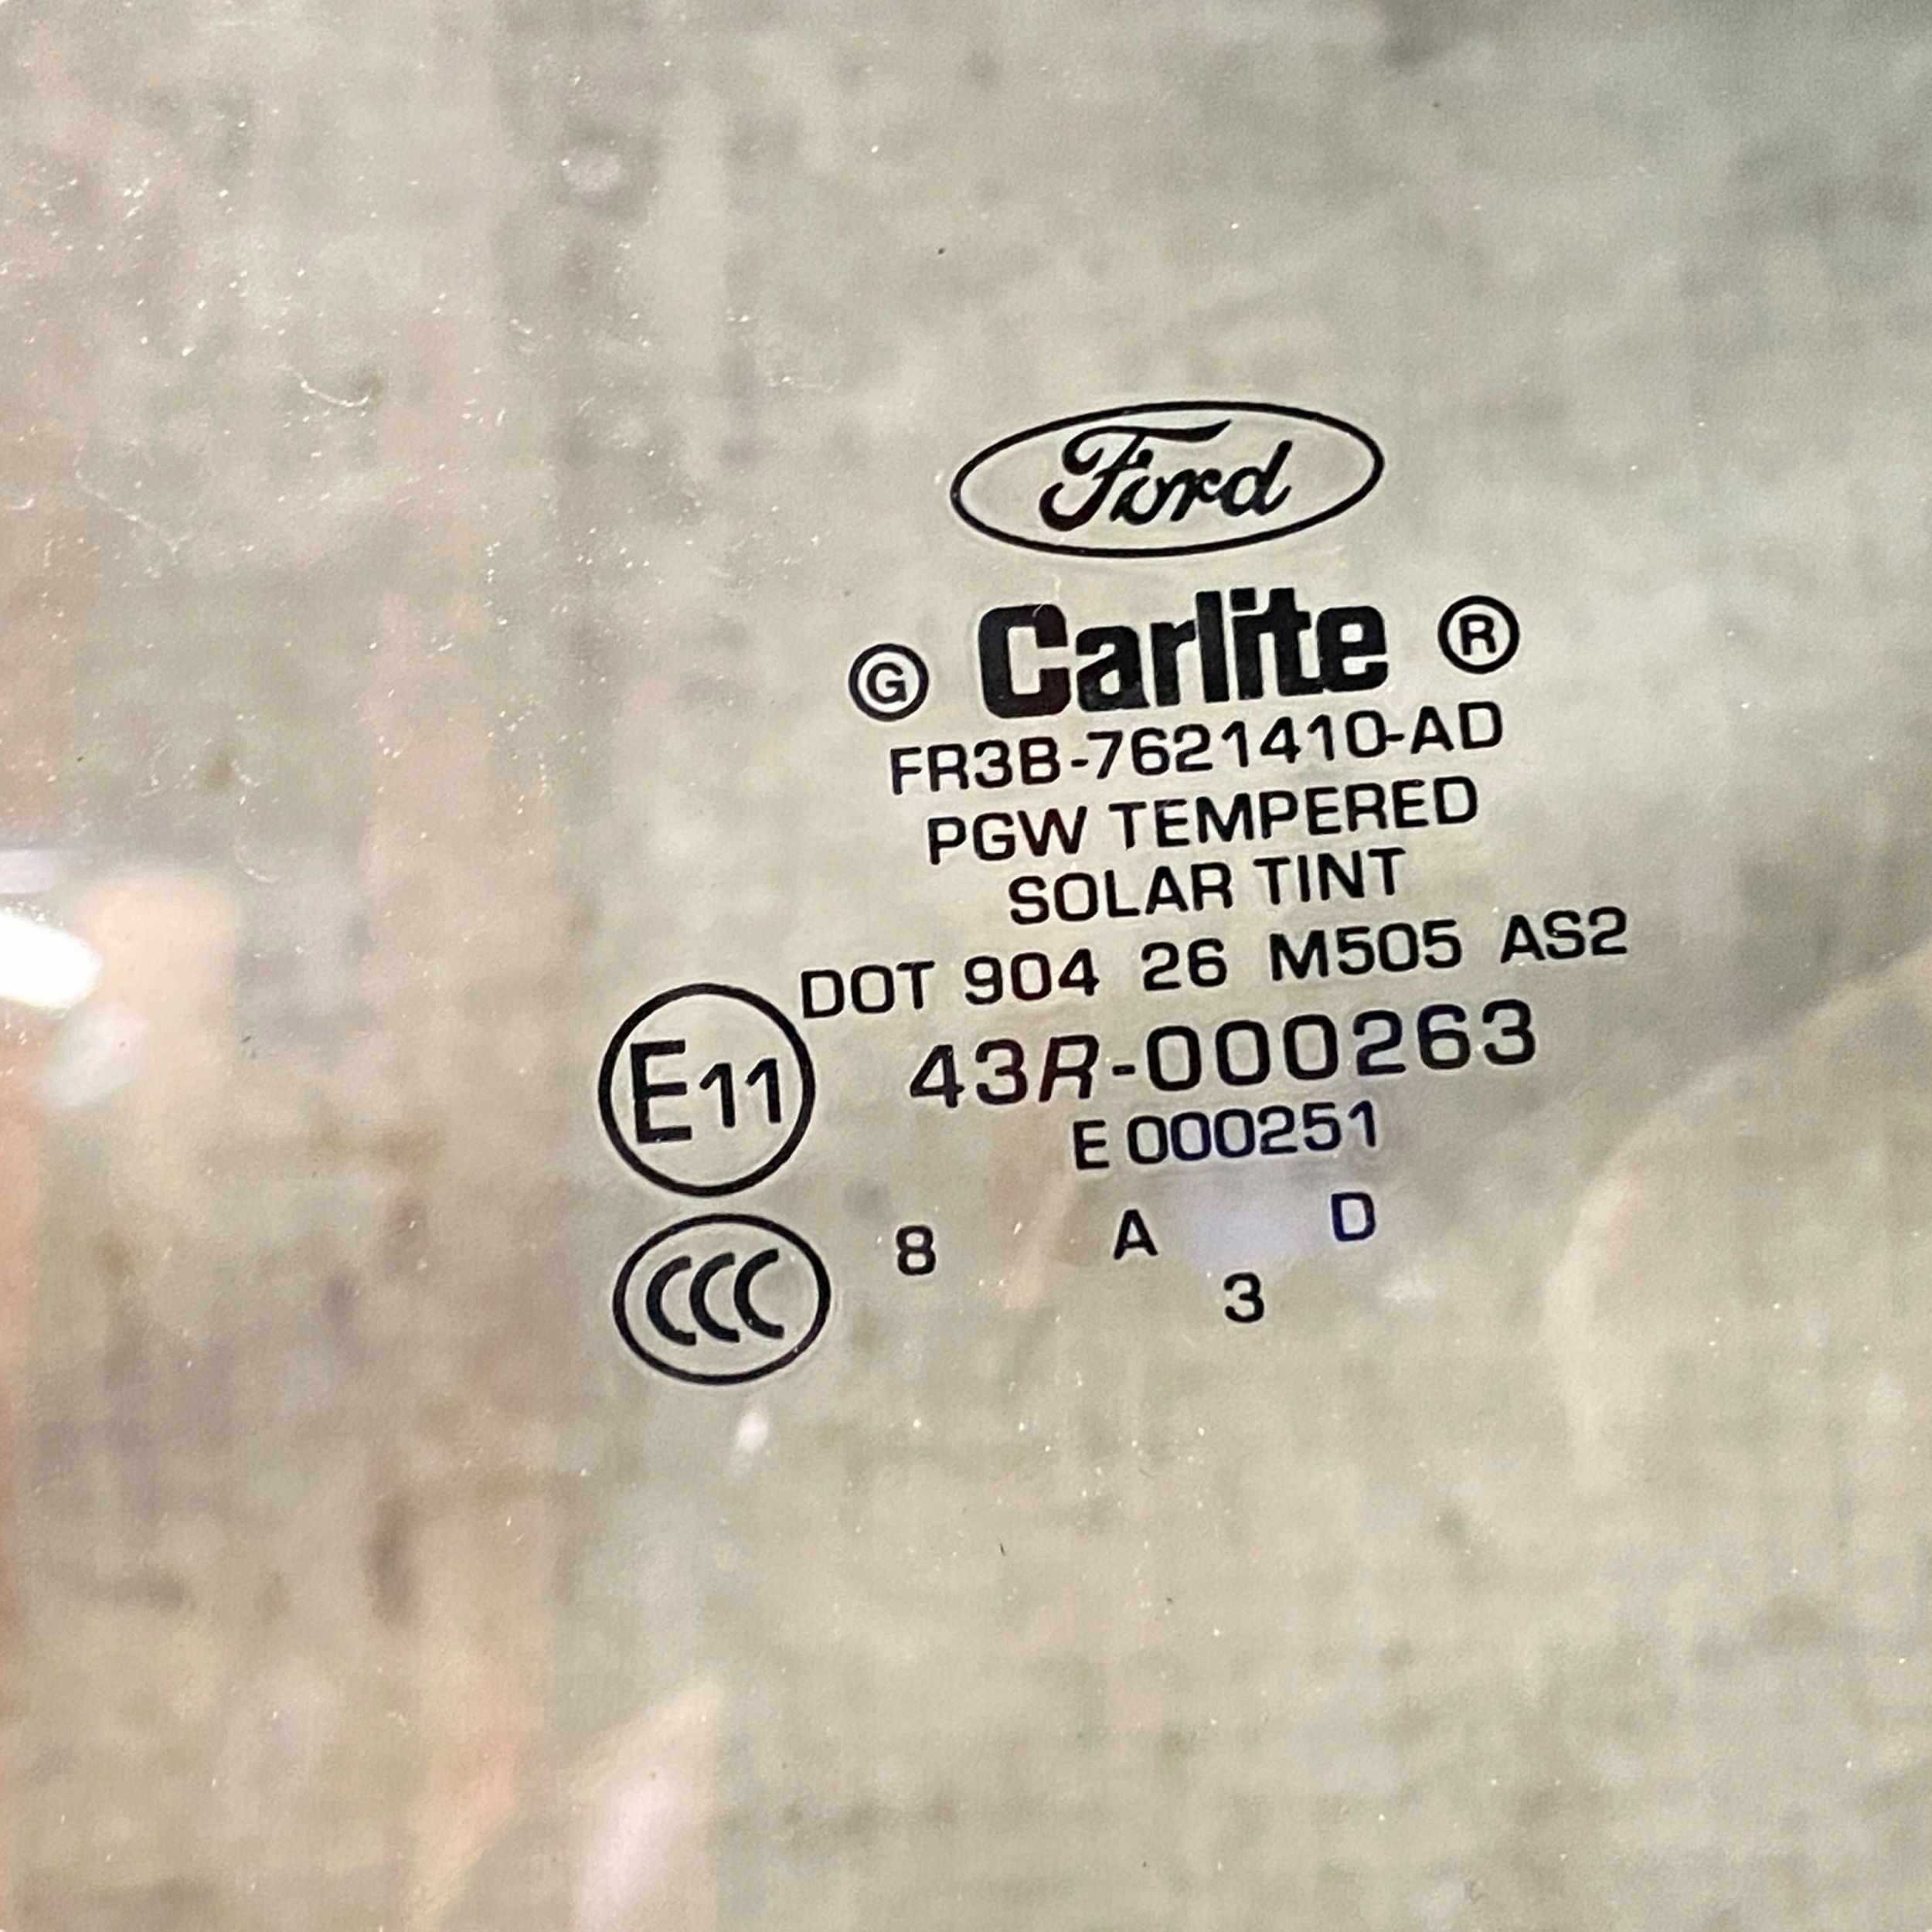 Ford
G Carlite ®
FR3B-7621410-AD
PGW TEMPERED
SOLAR TINT
DOT 904 26 M505 AS2
E11 43R-000263
E 000251
CCC 8 A D
3